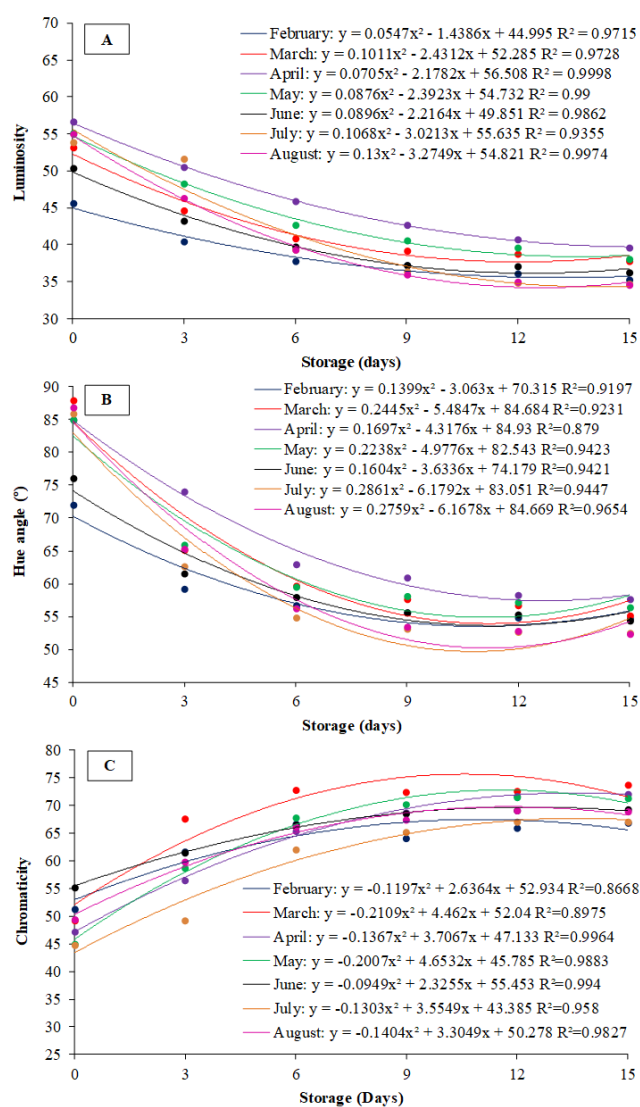 70
65
60
55
50
45
40
35
30
Luminosity
A
February: y = 0.0547x² - 1.4386x + 44.995 R² = 0.9715
March: y = 0.1011x² - 2.4312x + 52.285 R² = 0.9728
April: y = 0.0705x² - 2.1782x + 56.508 R² = 0.9998
May: y = 0.0876x² - 2.3923x + 54.732 R² = 0.99
June: y = 0.0896x² - 2.2164x + 49.851 R² = 0.9862
July: y = 0.1068x² - 3.0213x + 55.635 R² = 0.9355
August: y = 0.13x² - 3.2749x + 54.821 R² = 0.9974
0 3 6 9 12 15
Storage (days)
90
85
80
75
70
65
60
55
50
45
Hue angle (°)
B
February: y = 0.1399x² - 3.063x + 70.315 R²=0.9197
March: y = 0.2445x² - 5.4847x + 84.684 R²=0.9231
April: y = 0.1697x² - 4.3176x + 84.93 R²=0.879
May: y = 0.2238x² - 4.9776x + 82.543 R²=0.9423
June: y = 0.1604x² - 3.6336x + 74.179 R²=0.9421
July: y = 0.2861x² - 6.1792x + 83.051 R²=0.9447
August: y = 0.2759x² - 6.1678x + 84.669 R²=0.9654
0 3 6 9 12 15
Storage (days)
80
75
70
65
60
55
50
45
40
35
30
25
Chromaticity
C
February: y = -0.1197x² + 2.6364x + 52.934 R²=0.8668
March: y = -0.2109x² + 4.462x + 52.04 R²=0.8975
April: y = -0.1367x² + 3.7067x + 47.133 R²=0.9964
May: y = -0.2007x² + 4.6532x + 45.785 R²=0.9883
June: y = -0.0949x² + 2.3255x + 55.453 R²=0.994
July: y = -0.1303x² + 3.5549x + 43.385 R²=0.958
August: y = -0.1404x² + 3.3049x + 50.278 R²=0.9827
0 3 6 9 12 15
Storage (Days)